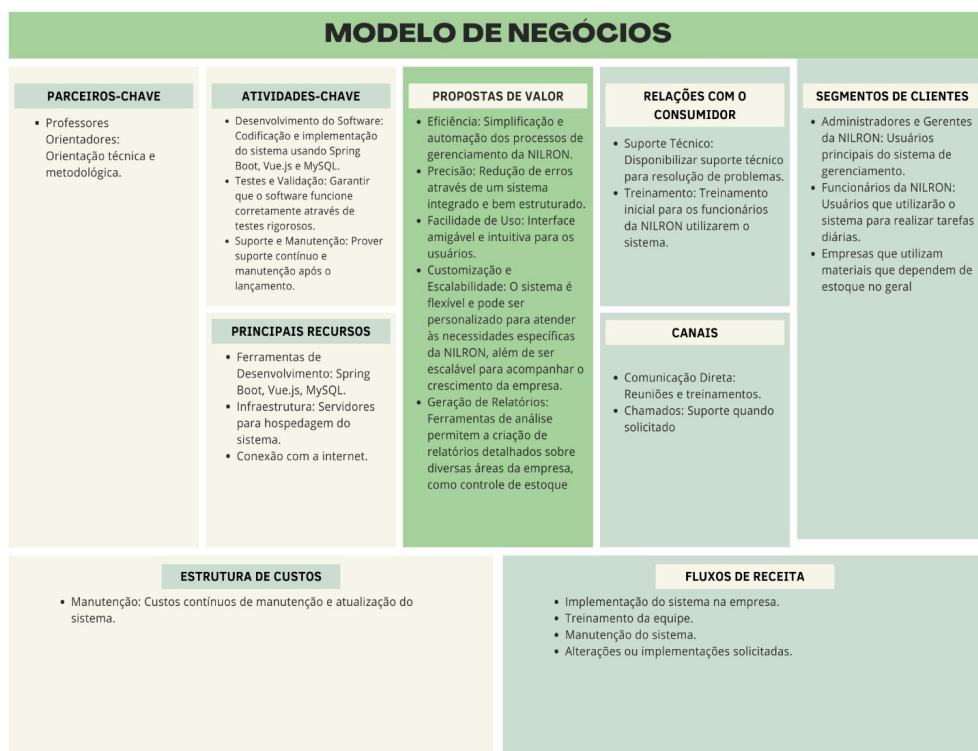 MODELO DE NEGÓCIOS
PARCEIROS-CHAVE
• Professores
Orientadores:
Orientação técnica e
metodológica.
ATIVIDADES-CHAVE
• Desenvolvimento do Software:
Codificação e implementação
do sistema usando Spring
Boot, Vue.js e MySQL.
• Testes e Validação: Garantir
que o software funcione
corretamente através de
testes rigorosos.
• Suporte e Manutenção: Prover
suporte contínuo e
manutenção após o
lançamento.
PRINCIPAIS RECURSOS
• Ferramentas de
Desenvolvimento: Spring
Boot, Vue.js, MySQL.
• Infraestrutura: Servidores
para hospedagem do
sistema.
• Conexão com a internet.
PROPOSTAS DE VALOR
• Eficiência: Simplificação e
automação dos processos de
gerenciamento da NILRON.
• Precisão: Redução de erros
através de um sistema
integrado e bem estruturado.
• Facilidade de Uso: Interface
amigável e intuitiva para os
usuários.
• Customização e
Escalabilidade: O sistema é
flexível e pode ser
personalizado para atender
às necessidades específicas
da NILRON, além de ser
escalável para acompanhar o
crescimento da empresa.
• Geração de Relatórios:
Ferramentas de análise
permitem a criação de
relatórios detalhados sobre
diversas áreas da empresa,
como controle de estoque
RELAÇÕES COM O
CONSUMIDOR
• Suporte Técnico:
Disponibilizar suporte técnico
para resolução de problemas.
• Treinamento: Treinamento
inicial para os funcionários
da NILRON utilizarem o
sistema.
CANAIS
• Comunicação Direta:
Reuniões e treinamentos.
• Chamados: Suporte quando
solicitado
SEGMENTOS DE CLIENTES
• Administradores e Gerentes
da NILRON: Usuários
principais do sistema de
gerenciamento.
• Funcionários da NILRON:
Usuários que utilizarão o
sistema para realizar tarefas
diárias.
• Empresas que utilizam
materiais que dependem de
estoque no geral
ESTRUTURA DE CUSTOS
• Manutenção: Custos contínuos de manutenção e atualização do
sistema.
FLUXOS DE RECEITA
• Implementação do sistema na empresa.
• Treinamento da equipe.
• Manutenção do sistema.
• Alterações ou implementações solicitadas.